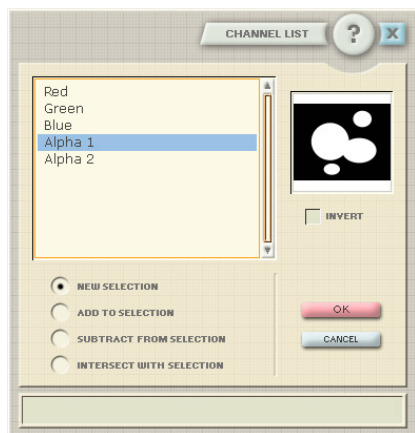 CHANNEL LIST
?
X
Red
Green
Blue
Alpha 1
Alpha 2
INVERT
NEW SELECTION
ADD TO SELECTION
SUBTRACT FROM SELECTION
INTERSECT WITH SELECTION
OK
CANCEL